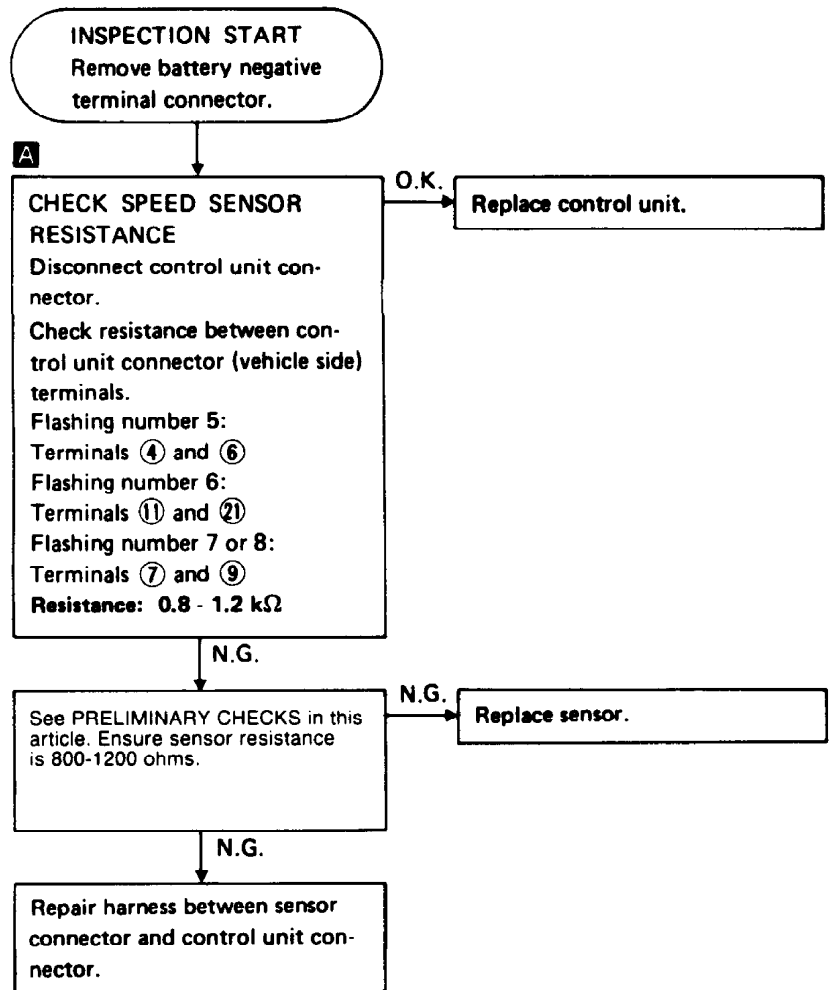 INSPECTION START
Remove battery negative
terminal connector.
A
CHECK SPEED SENSOR
RESISTANCE
Disconnect control unit con-
nector.
Check resistance between con-
trol unit connector (vehicle side)
terminals.
Flashing number 5:
Terminals ④ and ⑥
Flashing number 6:
Terminals ⑪ and ㉑
Flashing number 7 or 8:
Terminals ⑦ and ⑨
Resistance: 0.8 - 1.2 kΩ
O.K.
Replace control unit.
N.G.
See PRELIMINARY CHECKS in this
article. Ensure sensor resistance
is 800-1200 ohms.
N.G.
Replace sensor.
N.G.
Repair harness between sensor
connector and control unit con-
nector.